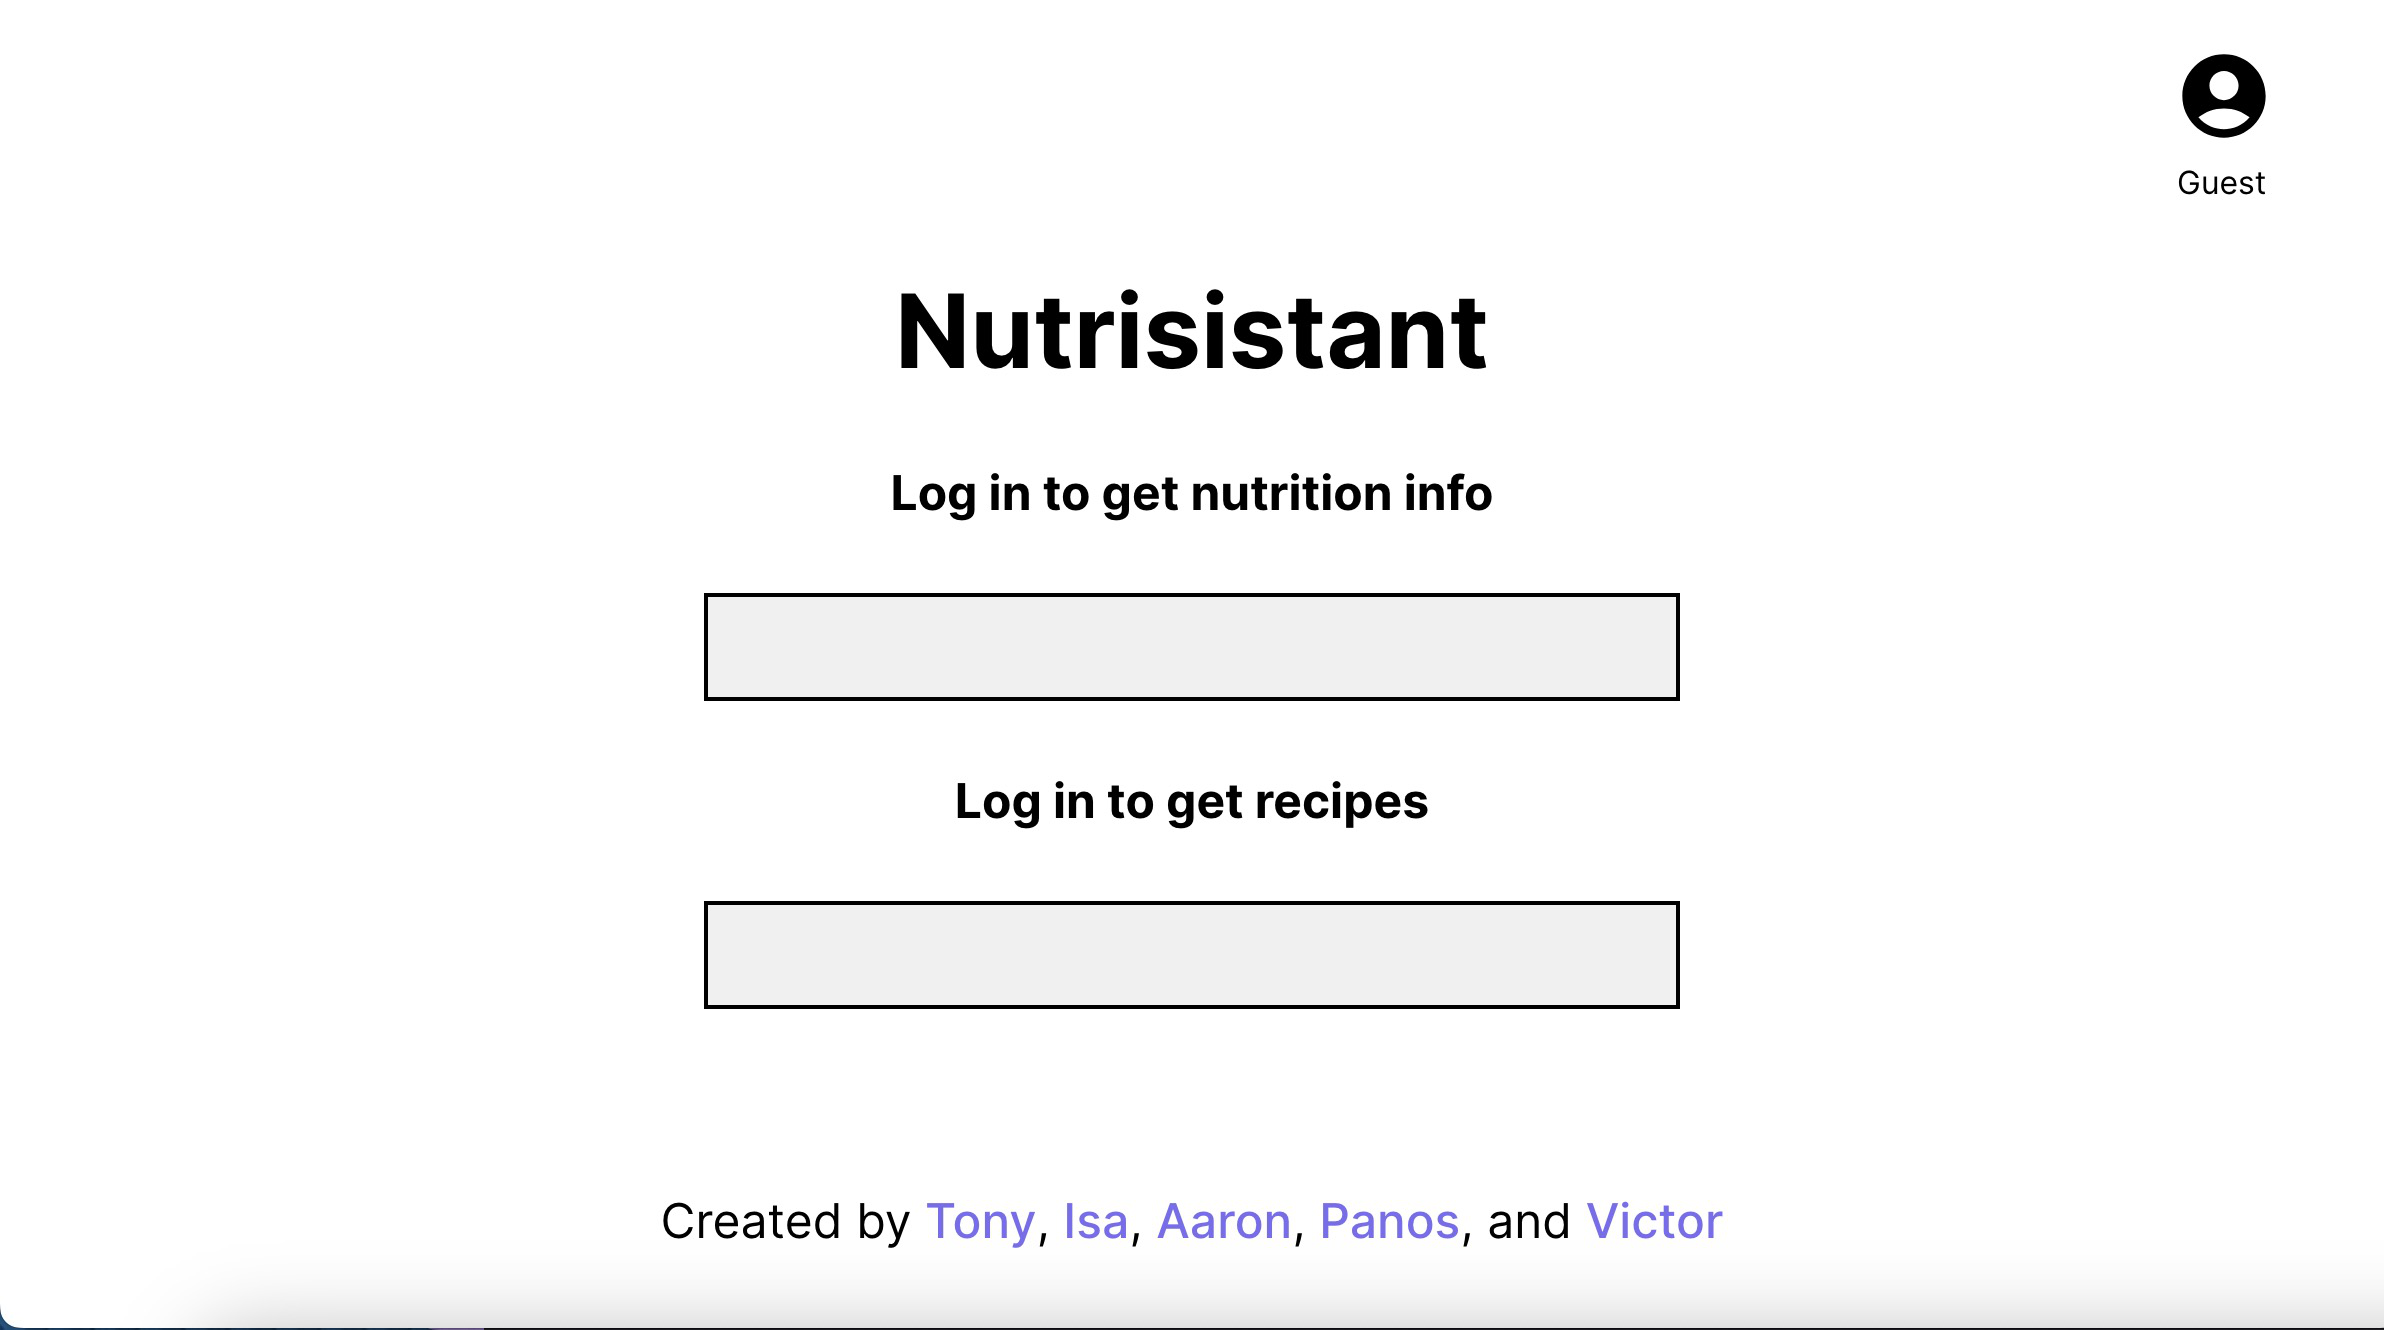 Guest
Nutrisistant
Log in to get nutrition info
Log in to get recipes
Created by Tony, Isa, Aaron, Panos, and Victor